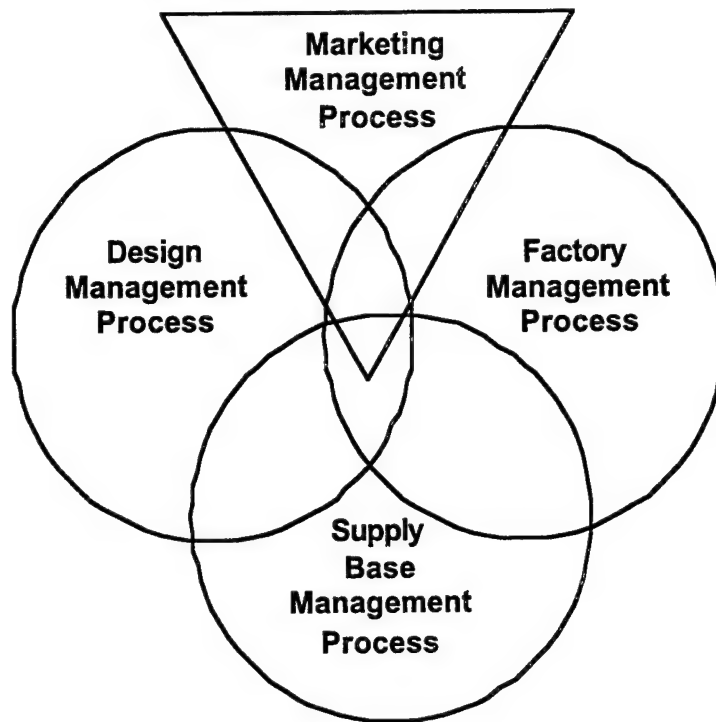 Marketing
Management
Process
Design
Management
Process
Factory
Management
Process
Supply
Base
Management
Process